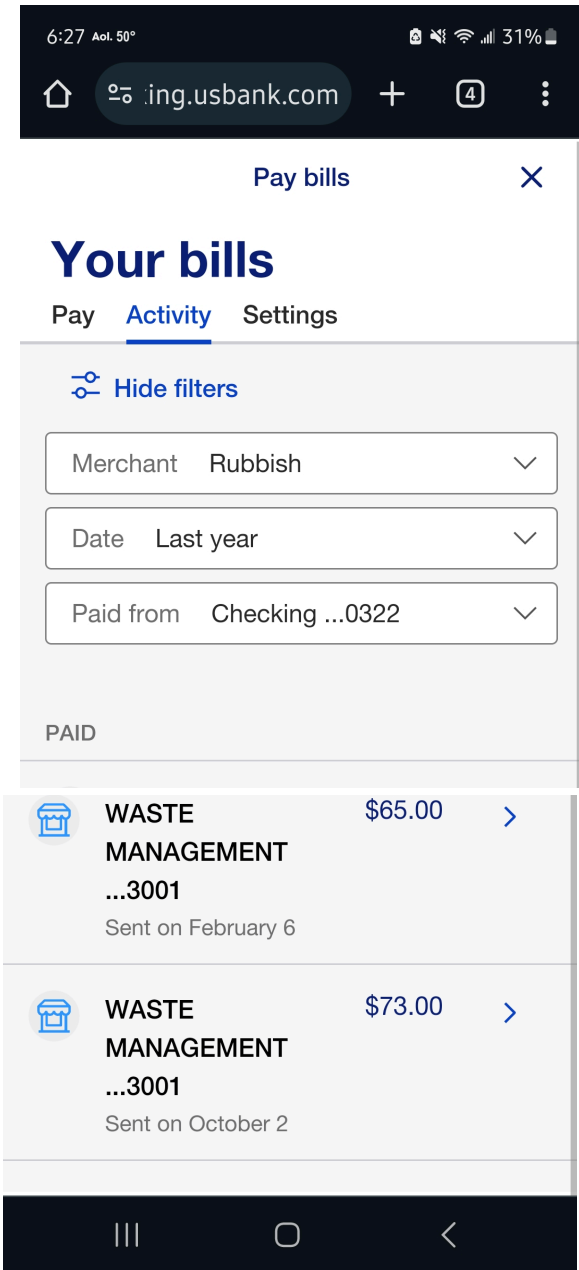 6:27 Aol. 50° 31%
:ing.usbank.com 4
Pay bills
Your bills
Pay Activity Settings
Hide filters
Merchant Rubbish
Date Last year
Paid from Checking ...0322
PAID
WASTE $65.00
MANAGEMENT
...3001
Sent on February 6
WASTE $73.00
MANAGEMENT
...3001
Sent on October 2